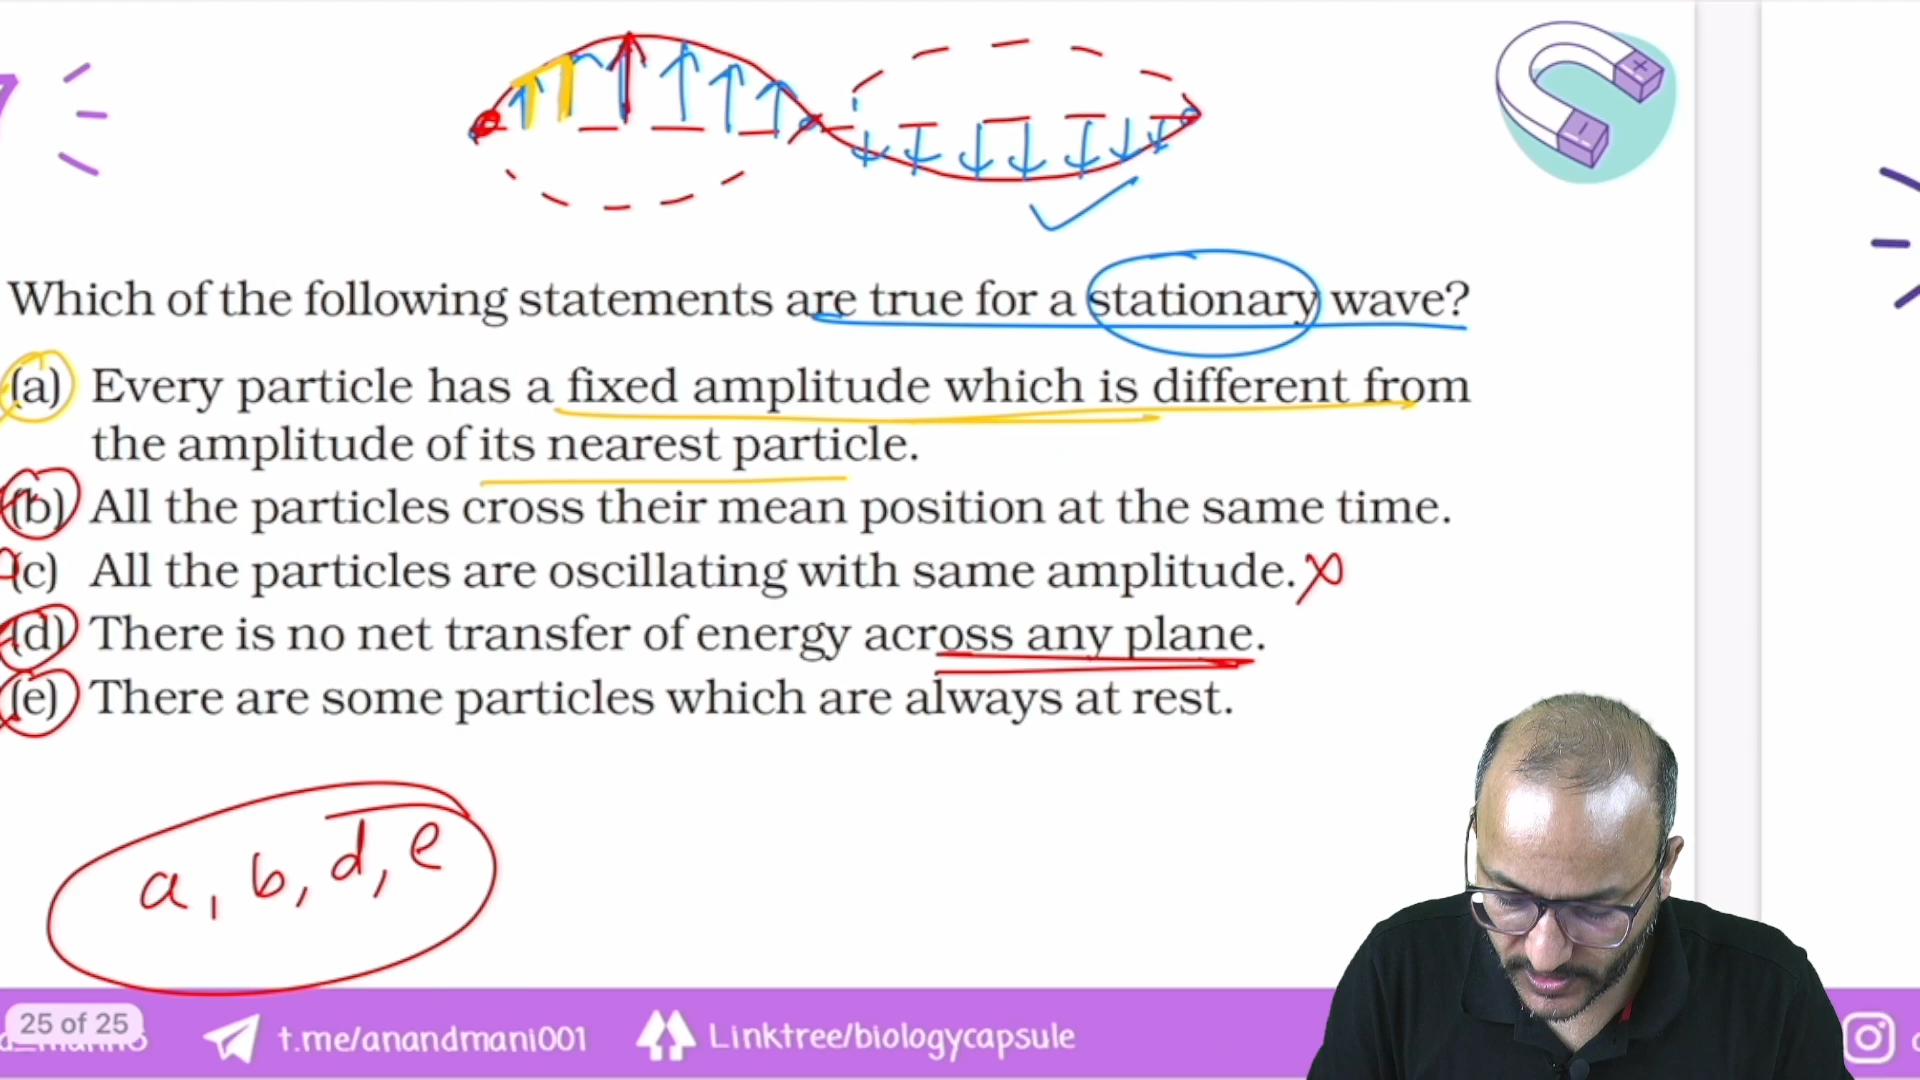 Which of the following statements are true for a stationary wave?
(a) Every particle has a fixed amplitude which is different from
the amplitude of its nearest particle.
(b) All the particles cross their mean position at the same time.
(c) All the particles are oscillating with same amplitude.
(d) There is no net transfer of energy across any plane.
(e) There are some particles which are always at rest.
a, b, d, e
25 of 25
t.me/anandmani001
Linktree/biologycapsule